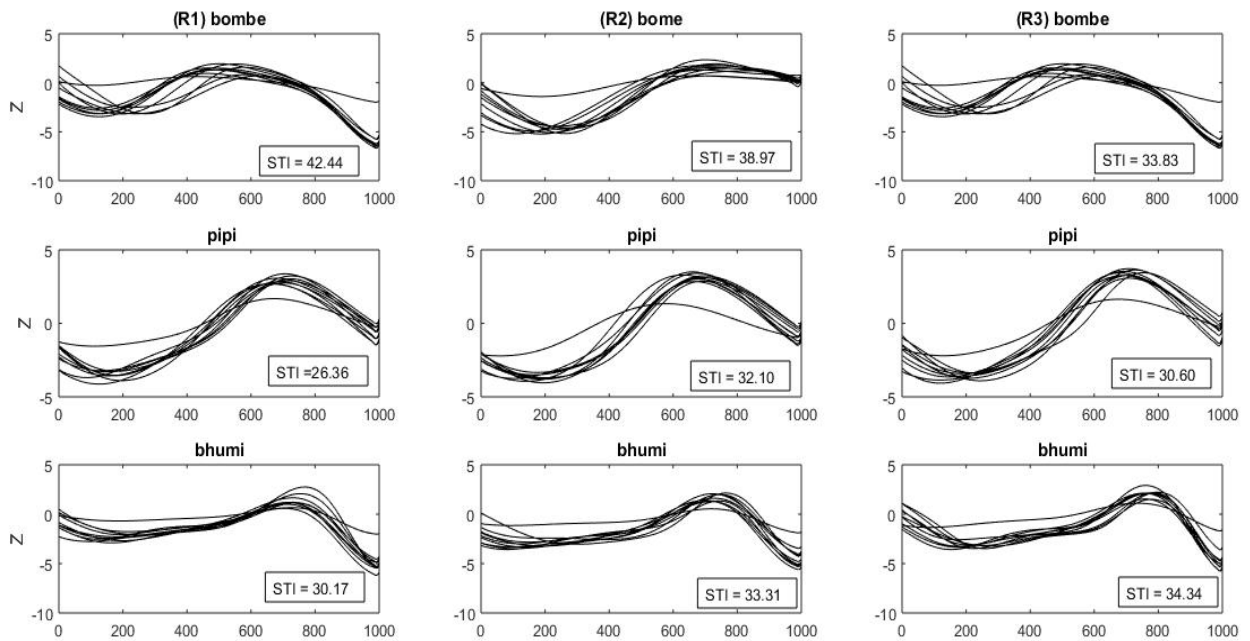 (R1) bombe
(R2) bome
(R3) bombe
5
0
-5
-10
Z
STI = 42.44
0 200 400 600 800 1000
5
0
-5
-10
STI = 38.97
0 200 400 600 800 1000
5
0
-5
-10
STI = 33.83
0 200 400 600 800 1000
pipi
pipi
pipi
5
0
-5
Z
STI =26.36
0 200 400 600 800 1000
5
0
-5
STI = 32.10
0 200 400 600 800 1000
5
0
-5
STI = 30.60
0 200 400 600 800 1000
bhumi
bhumi
bhumi
5
0
-5
-10
Z
STI = 30.17
0 200 400 600 800 1000
5
0
-5
-10
STI = 33.31
0 200 400 600 800 1000
5
0
-5
-10
STI = 34.34
0 200 400 600 800 1000